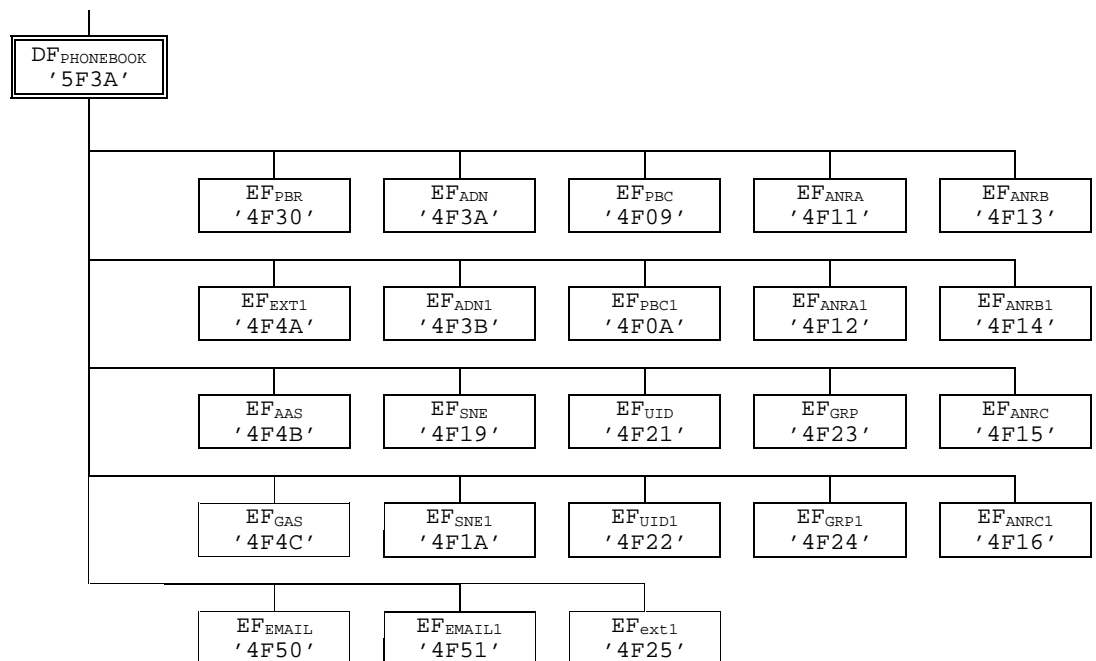 DFPHONEBOOK
'5F3A'
EFPBR EFADN EFPBC EFANRA EFANRB
'4F30' '4F3A' '4F09' '4F11' '4F13'
EFEXT1 EFADN1 EFPBC1 EFANRA1 EFANRB1
'4F4A' '4F3B' '4F0A' '4F12' '4F14'
EFAAS EFSNE EFUID EFGRP EFANRC
'4F4B' '4F19' '4F21' '4F23' '4F15'
EFGAS EFSNE1 EFUID1 EFGRP1 EFANRC1
'4F4C' '4F1A' '4F22' '4F24' '4F16'
EFEMAIL EFEMAIL1 EFext1
'4F50' '4F51' '4F25'